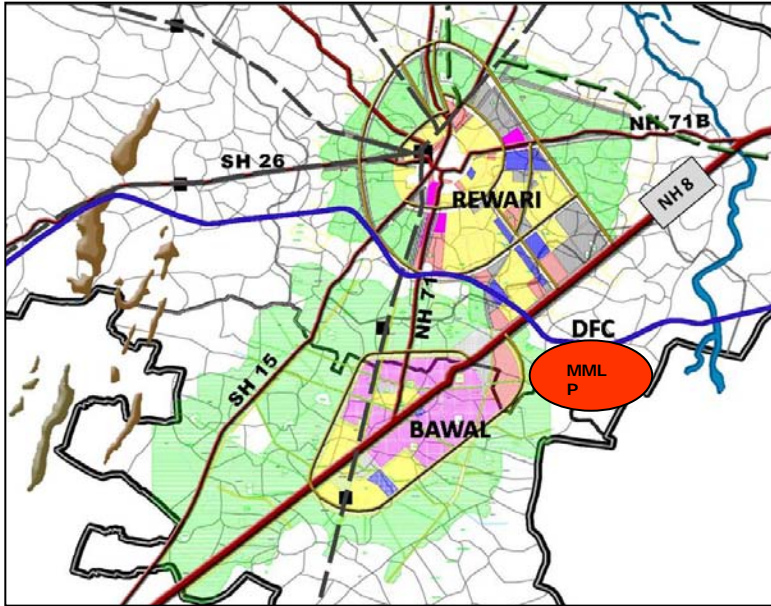 NH 71B
SH 26
REWARI
NH 8
NH 71
DFC
MML
P
SH 15
BAWAL